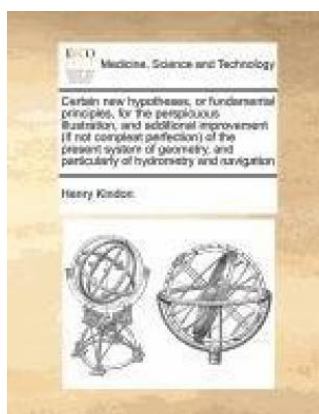 ECCO
Medicine, Science and Technology
Certain new hypotheses, or fundamental
principles, for the perspicuous
illustration, and additional improvement
(if not compleat perfection) of the
present system of geometry, and
particularly of hydrometry and navigation
Henry Kindon.